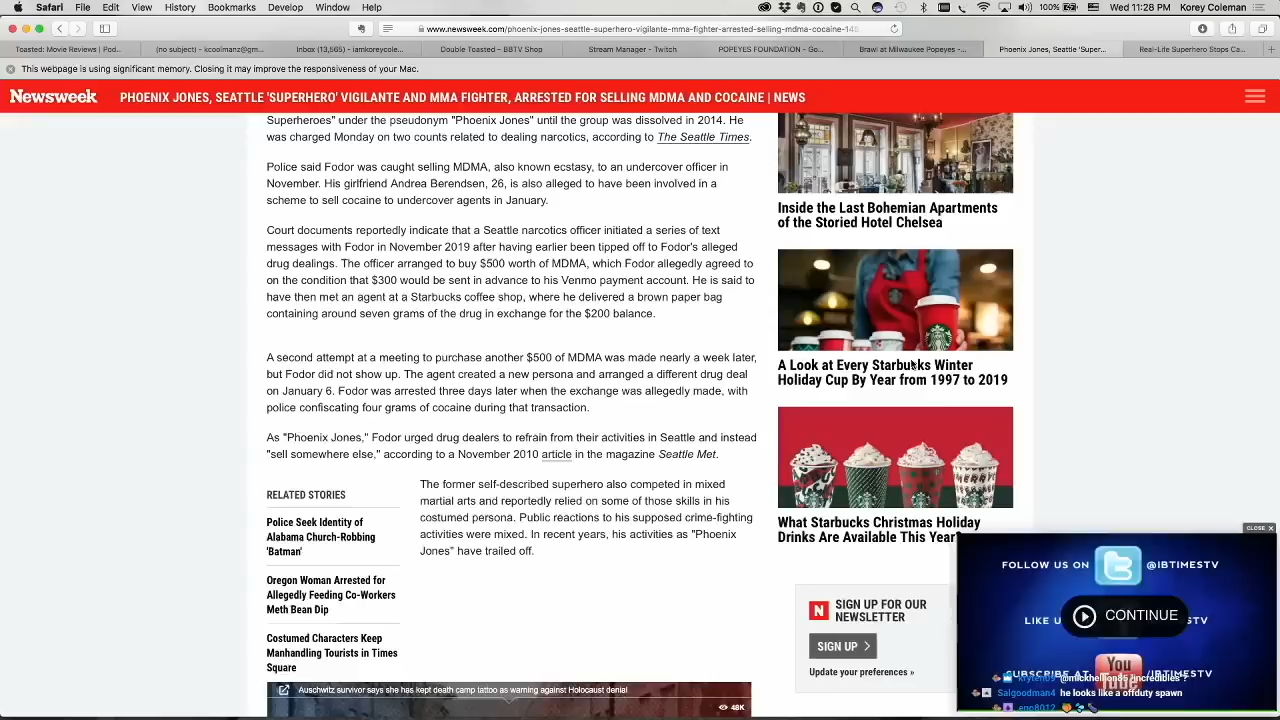 Safari File Edit View History Bookmarks Develop Window Help
100% Wed 11:28 PM Korey Coleman
www.newsweek.com/phoenix-jones-seattle-superhero-vigilante-mma-fighter-arrested-selling-mdma-cocaine-148
Toasted: Movie Reviews | Pod...
(no subject) - kcoolmanz@gm...
Inbox (13,565) - iamkoreycole...
Double Toasted – BBTV Shop
Stream Manager - Twitch
POPEYES FOUNDATION - Go...
Brawl at Milwaukee Popeyes -...
Phoenix Jones, Seattle 'Super...
Real-Life Superhero Stops Ca...
This webpage is using significant memory. Closing it may improve the responsiveness of your Mac.
Newsweek PHOENIX JONES, SEATTLE 'SUPERHERO' VIGILANTE AND MMA FIGHTER, ARRESTED FOR SELLING MDMA AND COCAINE | NEWS
Superheroes" under the pseudonym "Phoenix Jones" until the group was dissolved in 2014. He
was charged Monday on two counts related to dealing narcotics, according to The Seattle Times.
Police said Fodor was caught selling MDMA, also known ecstasy, to an undercover officer in
November. His girlfriend Andrea Berendsen, 26, is also alleged to have been involved in a
scheme to sell cocaine to undercover agents in January.
Court documents reportedly indicate that a Seattle narcotics officer initiated a series of text
messages with Fodor in November 2019 after having earlier been tipped off to Fodor's alleged
drug dealings. The officer arranged to buy $500 worth of MDMA, which Fodor allegedly agreed to
on the condition that $300 would be sent in advance to his Venmo payment account. He is said to
have then met an agent at a Starbucks coffee shop, where he delivered a brown paper bag
containing around seven grams of the drug in exchange for the $200 balance.
A second attempt at a meeting to purchase another $500 of MDMA was made nearly a week later,
but Fodor did not show up. The agent created a new persona and arranged a different drug deal
on January 6. Fodor was arrested three days later when the exchange was allegedly made, with
police confiscating four grams of cocaine during that transaction.
As "Phoenix Jones," Fodor urged drug dealers to refrain from their activities in Seattle and instead
"sell somewhere else," according to a November 2010 article in the magazine Seattle Met.
RELATED STORIES
Police Seek Identity of
Alabama Church-Robbing
'Batman'
Oregon Woman Arrested for
Allegedly Feeding Co-Workers
Meth Bean Dip
Costumed Characters Keep
Manhandling Tourists in Times
Square
The former self-described superhero also competed in mixed
martial arts and reportedly relied on some of those skills in his
costumed persona. Public reactions to his supposed crime-fighting
activities were mixed. In recent years, his activities as "Phoenix
Jones" have trailed off.
Auschwitz survivor says she has kept death camp tattoo as warning against Holocaust denial
48K
Inside the Last Bohemian Apartments
of the Storied Hotel Chelsea
A Look at Every Starbucks Winter
Holiday Cup By Year from 1997 to 2019
MERRY
What Starbucks Christmas Holiday
Drinks Are Available This Year?
N SIGN UP FOR OUR
NEWSLETTER
SIGN UP
Update your preferences »
CLOSE X
FOLLOW US ON @IBTIMESTV
LIKE U CONTINUE STV
SUBSCRIBE AT You Tube /IBTIMESTV
Salgoodman4 he looks like a offduty spawn